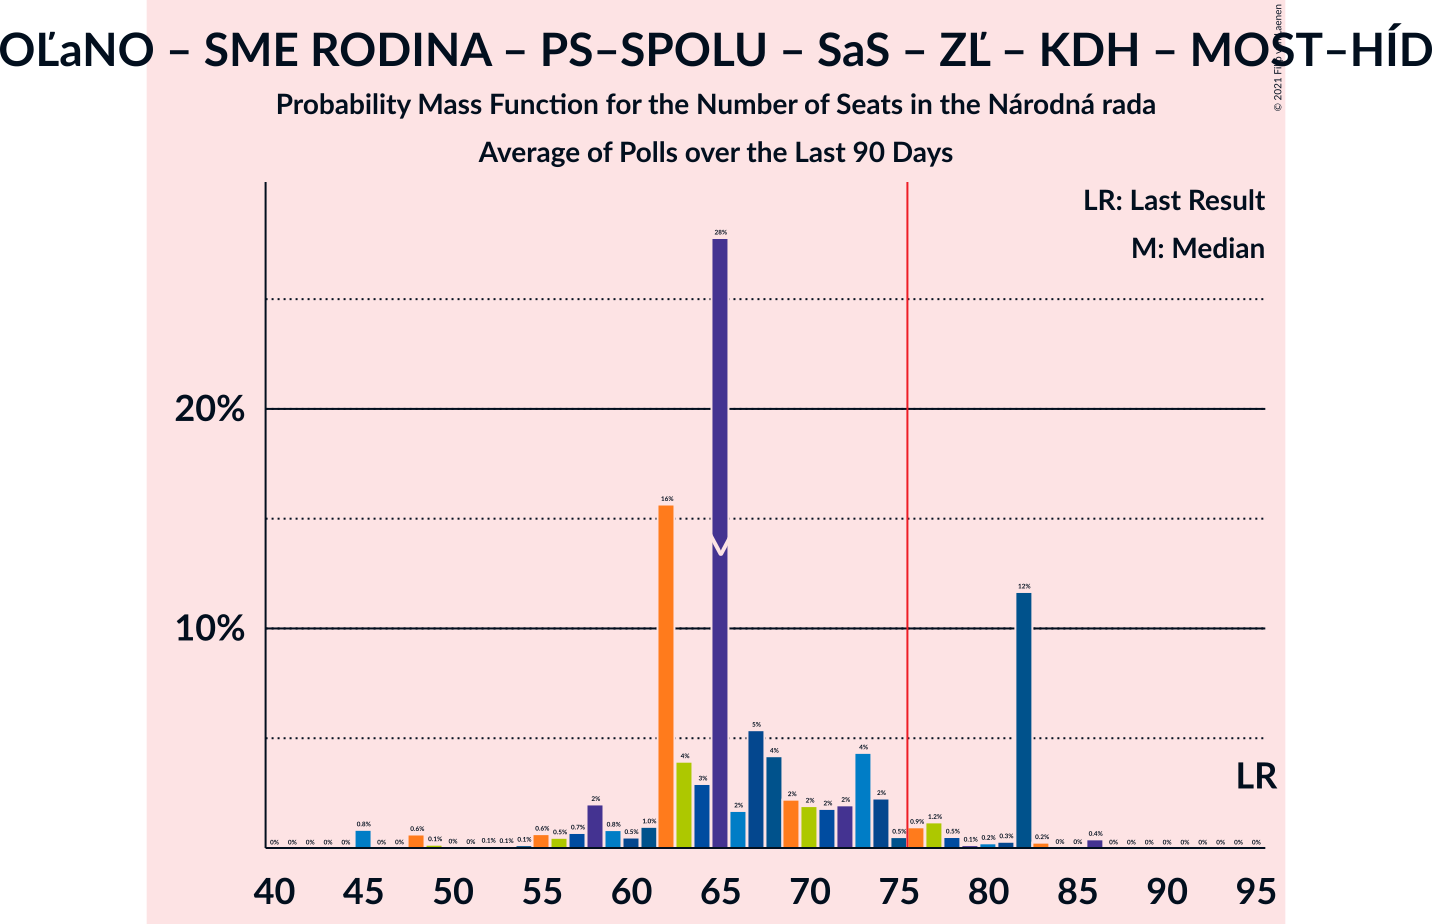 OĽaNO – SME RODINA – PS–SPOLU – SaS – ZĽ – KDH – MOST–HÍD
Probability Mass Function for the Number of Seats in the Národná rada
Average of Polls over the Last 90 Days
© 2021
LR: Last Result
M: Median
20%
10%
0% 0% 0% 0% 0% 0.8% 0% 0% 0.6% 0.1% 0% 0% 0.1% 0.1% 0.1% 0.6% 0.5% 0.7% 2% 0.8% 0.5% 1.0% 16% 4% 3% 28% 2% 5% 4% 2% 2% 2% 2% 4% 2% 0.5% 0.9% 1.2% 0.5% 0.1% 0.2% 0.3% 12% 0.2% 0% 0% 0.4% 0% 0% 0% 0% 0% 0% 0% 0% 0%
LR
40 45 50 55 60 65 70 75 80 85 90 95